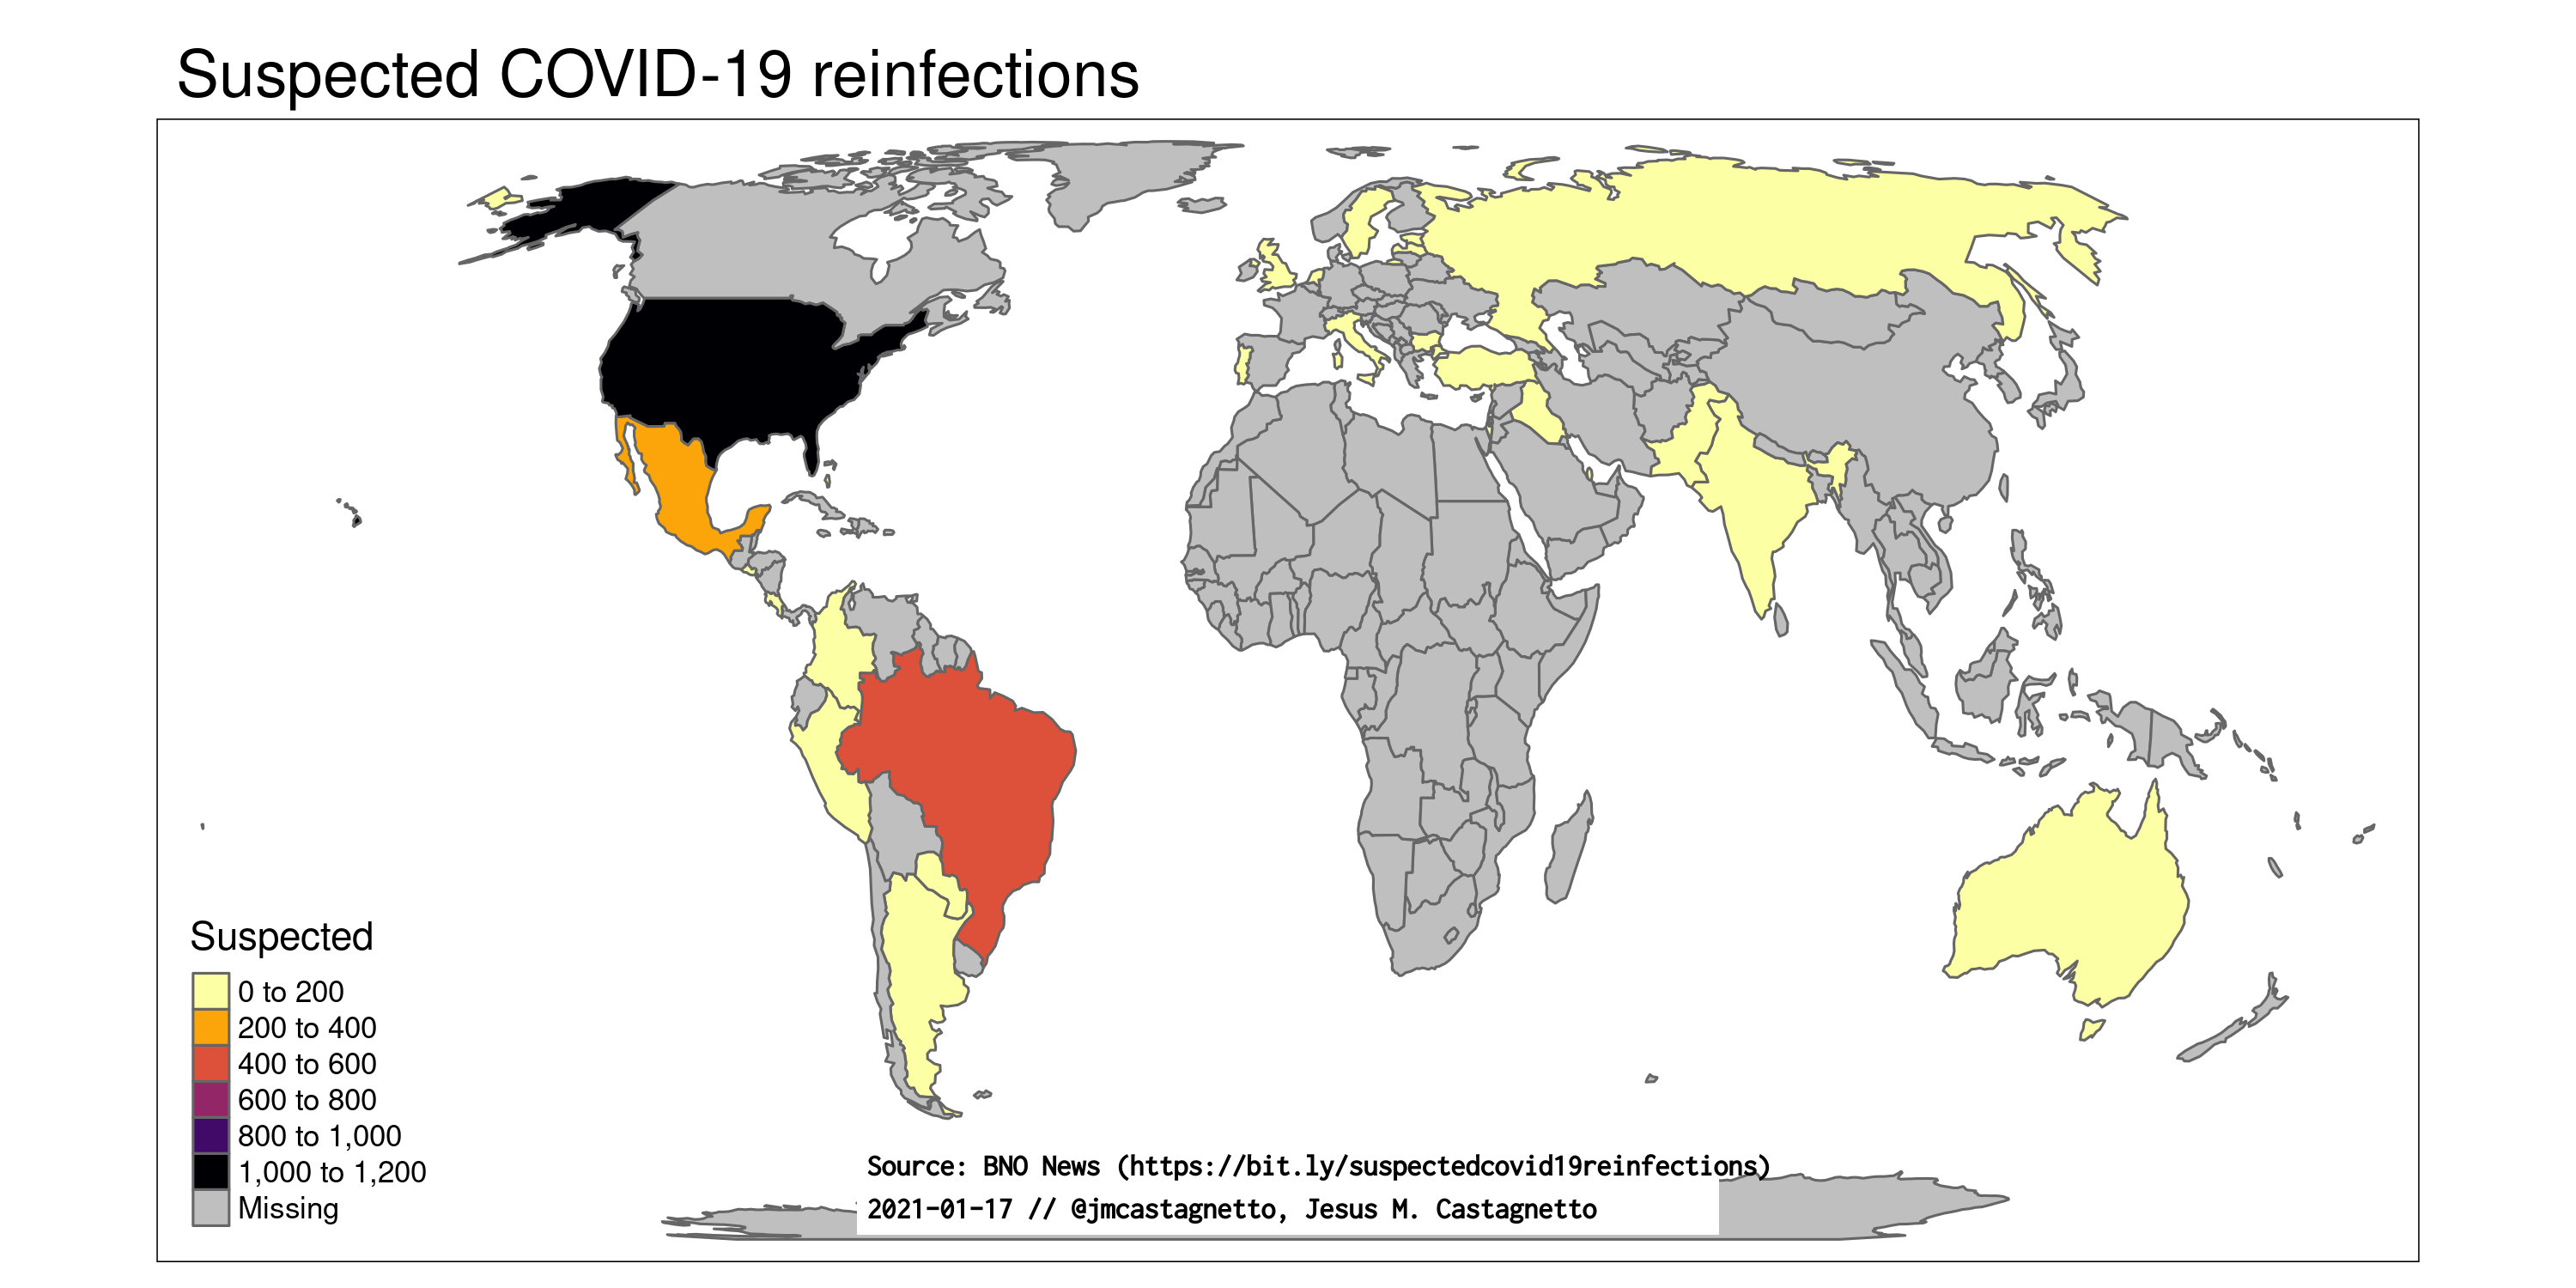 Suspected COVID-19 reinfections
Suspected
0 to 200
200 to 400
400 to 600
600 to 800
800 to 1,000
1,000 to 1,200
Missing
Source: BNO News (https://bit.ly/suspectedcovid19reinfections)
2021-01-17 // @jmcastagnetto, Jesus M. Castagnetto